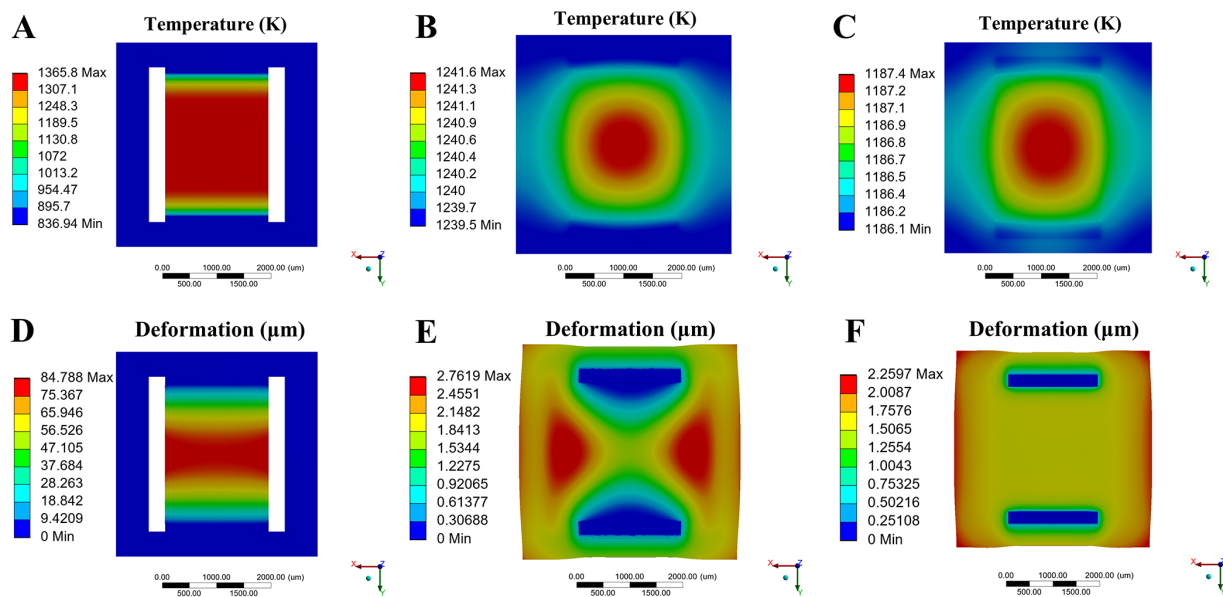 A
Temperature (K)
1365.8 Max
1307.1
1248.3
1189.5
1130.8
1072
1013.2
954.47
895.7
836.94 Min
0.00 1000.00 2000.00 (um)
500.00 1500.00
X Z
Y
B
Temperature (K)
1241.6 Max
1241.3
1241.1
1240.9
1240.6
1240.4
1240.2
1240
1239.7
1239.5 Min
0.00 1000.00 2000.00 (um)
500.00 1500.00
X Z
Y
C
Temperature (K)
1187.4 Max
1187.2
1187.1
1186.9
1186.8
1186.7
1186.5
1186.4
1186.2
1186.1 Min
0.00 1000.00 2000.00 (um)
500.00 1500.00
X Z
Y
D
Deformation (µm)
84.788 Max
75.367
65.946
56.526
47.105
37.684
28.263
18.842
9.4209
0 Min
0.00 1000.00 2000.00 (um)
500.00 1500.00
X Z
Y
E
Deformation (µm)
2.7619 Max
2.4551
2.1482
1.8413
1.5344
1.2275
0.92065
0.61377
0.30688
0 Min
0.00 1000.00 2000.00 (um)
500.00 1500.00
X Z
Y
F
Deformation (µm)
2.2597 Max
2.0087
1.7576
1.5065
1.2554
1.0043
0.75325
0.50216
0.25108
0 Min
0.00 1000.00 2000.00 (um)
500.00 1500.00
X Z
Y